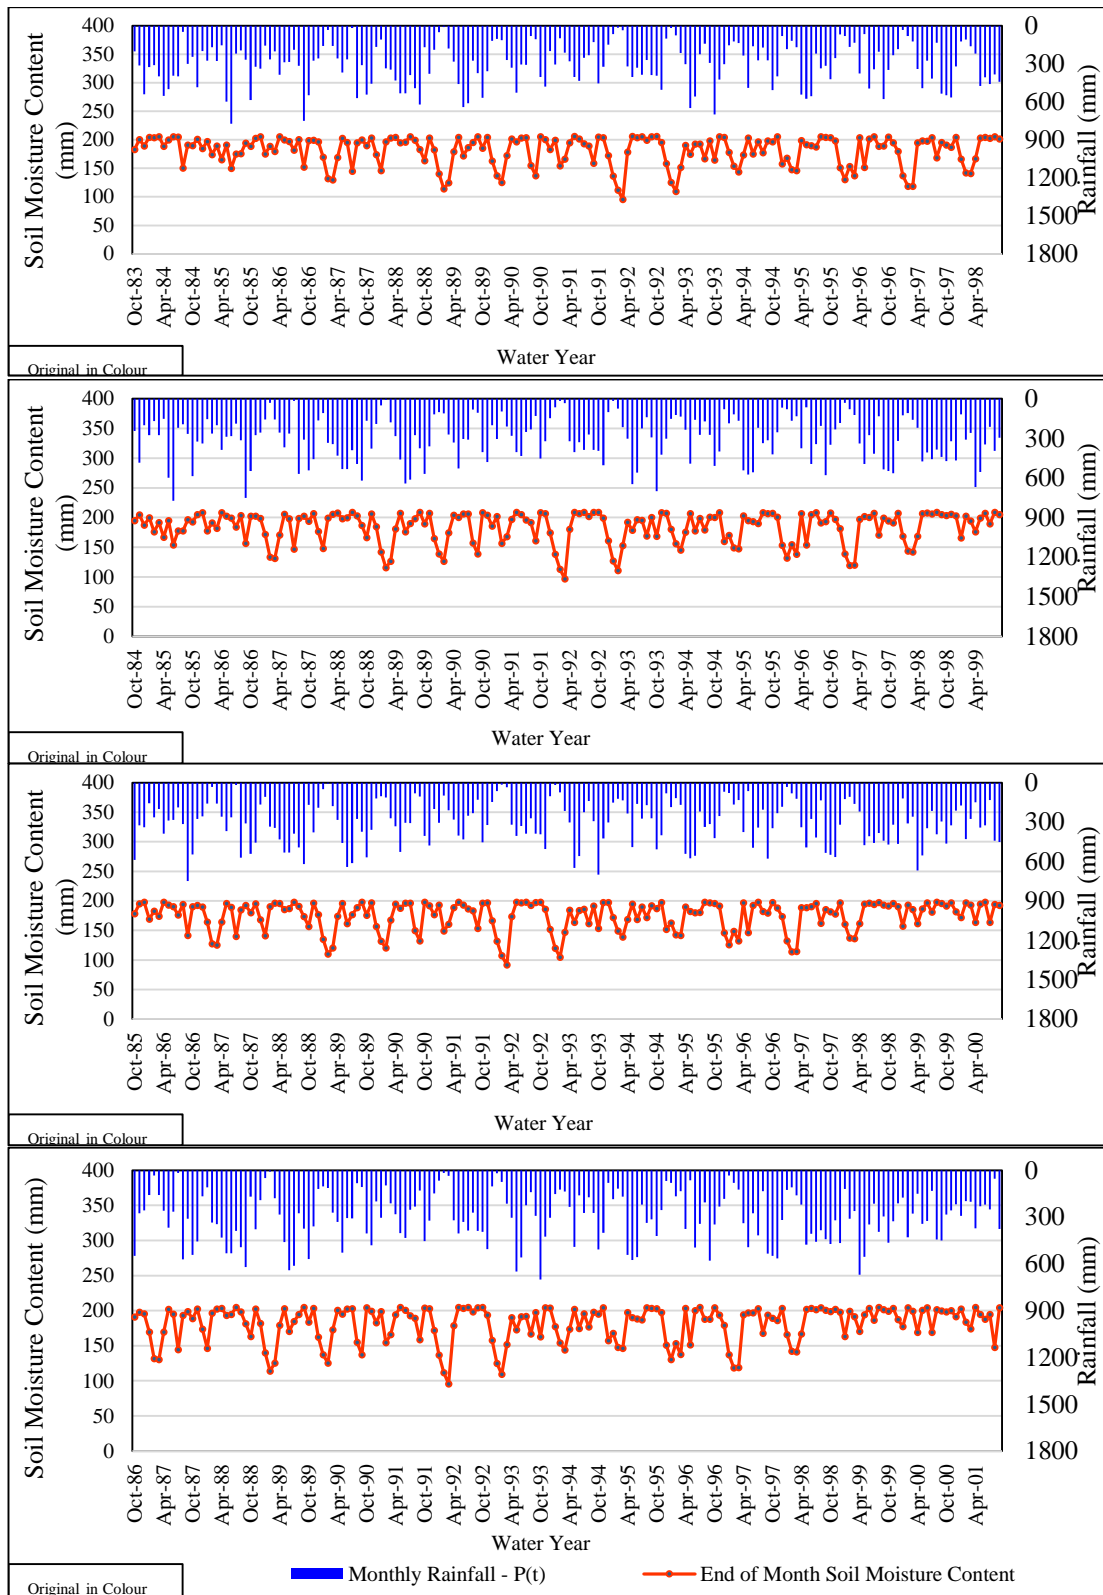 400
350
300
250
200
150
100
50
0
Soil Moisture Content
(mm)
0
300
600
900
1200
1500
1800
Rainfall (mm)
Oct-83
Apr-84
Oct-84
Apr-85
Oct-85
Apr-86
Oct-86
Apr-87
Oct-87
Apr-88
Oct-88
Apr-89
Oct-89
Apr-90
Oct-90
Apr-91
Oct-91
Apr-92
Oct-92
Apr-93
Oct-93
Apr-94
Oct-94
Apr-95
Oct-95
Apr-96
Oct-96
Apr-97
Oct-97
Apr-98
Water Year
Original in Colour
400
350
300
250
200
150
100
50
0
Soil Moisture Content
(mm)
0
300
600
900
1200
1500
1800
Rainfall (mm)
Oct-84
Apr-85
Oct-85
Apr-86
Oct-86
Apr-87
Oct-87
Apr-88
Oct-88
Apr-89
Oct-89
Apr-90
Oct-90
Apr-91
Oct-91
Apr-92
Oct-92
Apr-93
Oct-93
Apr-94
Oct-94
Apr-95
Oct-95
Apr-96
Oct-96
Apr-97
Oct-97
Apr-98
Oct-98
Apr-99
Water Year
Original in Colour
400
350
300
250
200
150
100
50
0
Soil Moisture Content
(mm)
0
300
600
900
1200
1500
1800
Rainfall (mm)
Oct-85
Apr-86
Oct-86
Apr-87
Oct-87
Apr-88
Oct-88
Apr-89
Oct-89
Apr-90
Oct-90
Apr-91
Oct-91
Apr-92
Oct-92
Apr-93
Oct-93
Apr-94
Oct-94
Apr-95
Oct-95
Apr-96
Oct-96
Apr-97
Oct-97
Apr-98
Oct-98
Apr-99
Oct-99
Apr-00
Water Year
Original in Colour
400
350
300
250
200
150
100
50
0
Soil Moisture Content (mm)
0
300
600
900
1200
1500
1800
Rainfall (mm)
Oct-86
Apr-87
Oct-87
Apr-88
Oct-88
Apr-89
Oct-89
Apr-90
Oct-90
Apr-91
Oct-91
Apr-92
Oct-92
Apr-93
Oct-93
Apr-94
Oct-94
Apr-95
Oct-95
Apr-96
Oct-96
Apr-97
Oct-97
Apr-98
Oct-98
Apr-99
Oct-99
Apr-00
Oct-00
Apr-01
Water Year
Monthly Rainfall - P(t)
End of Month Soil Moisture Content
Original in Colour